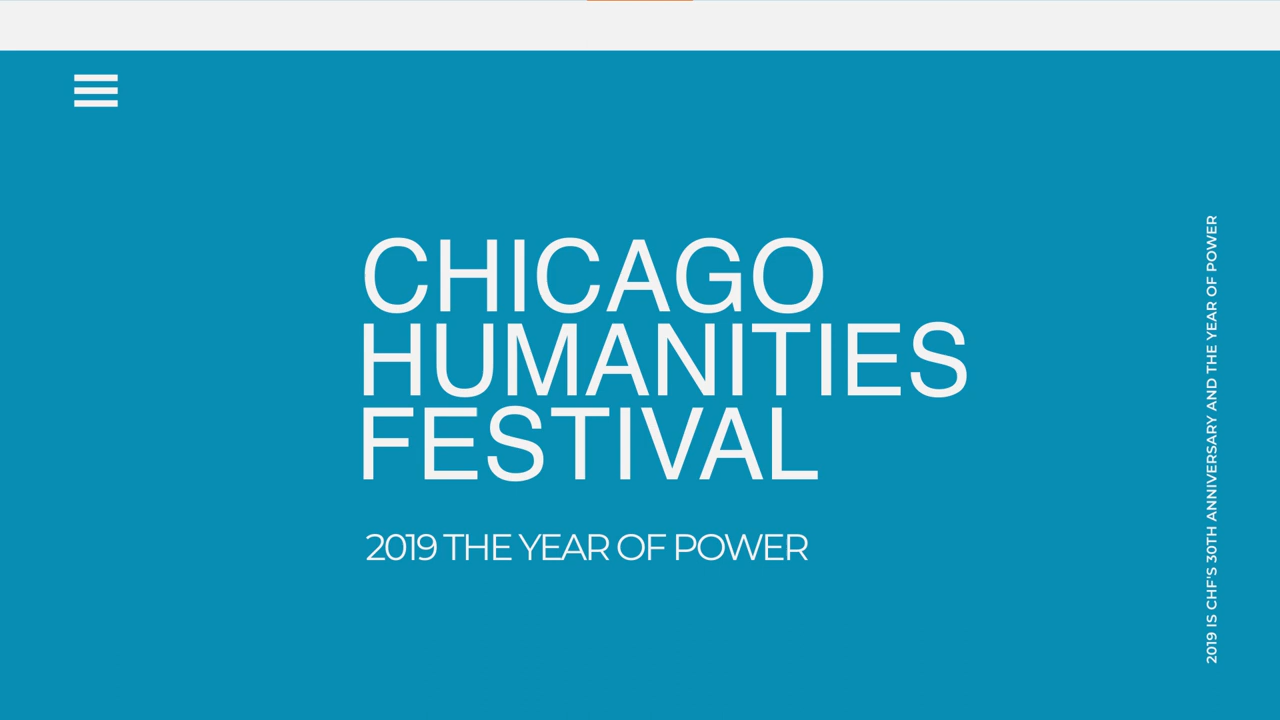 CHICAGO
HUMANITIES
FESTIVAL
2019 THE YEAR OF POWER
2019 IS CHF'S 30TH ANNIVERSARY AND THE YEAR OF POWER